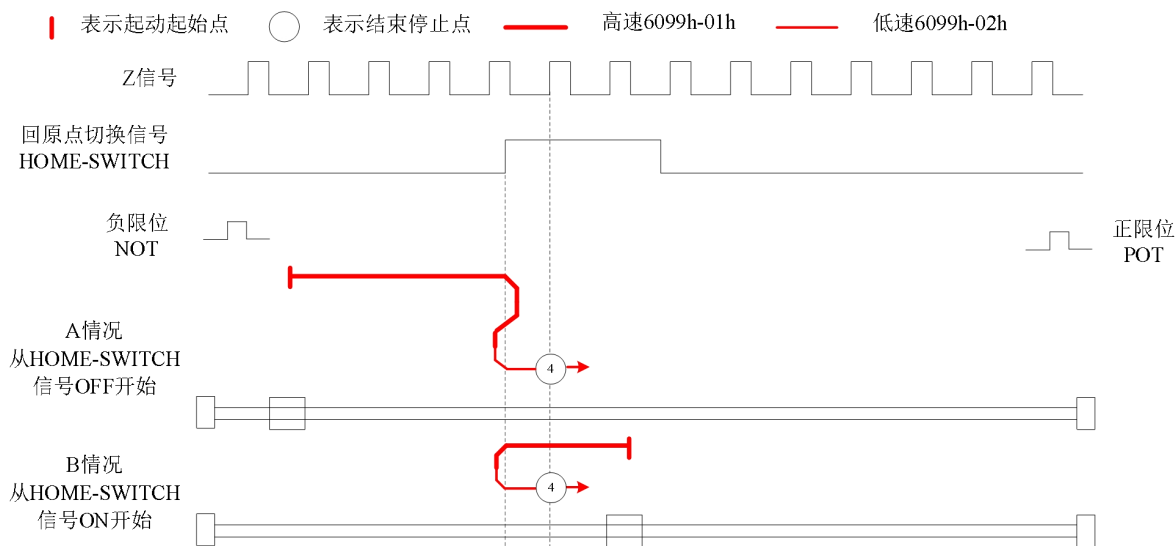 表示起动起始点
表示结束停止点
高速6099h-01h
低速6099h-02h
Z信号
回原点切换信号
HOME-SWITCH
负限位
NOT
正限位
POT
A情况
从HOME-SWITCH
信号OFF开始
4
B情况
从HOME-SWITCH
信号ON开始
4